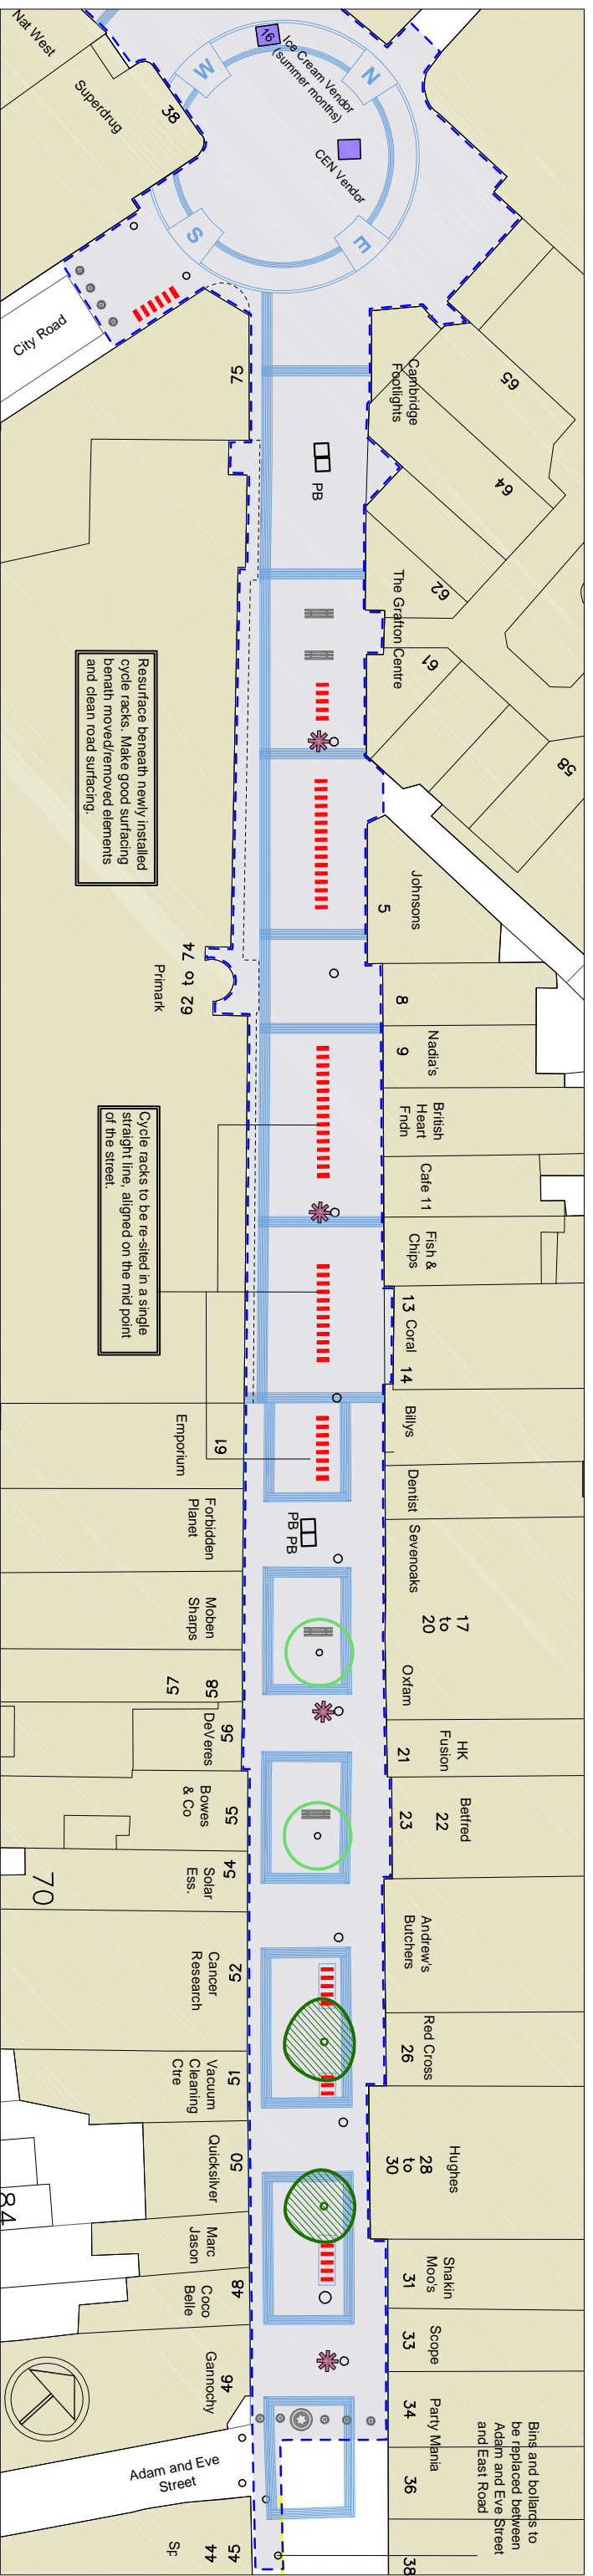 Nat West
Superdrug
38
16
Ice Cream Vendor
(summer months)
CEN Vendor
W
N
S
E
City Road
75
Cambridge
Footlights
65
64
PB
62
The Grafton Centre
61
58
Resurface beneath newly installed
cycle racks. Make good surfacing
benath moved/removed elements
and clean road surfacing.
Johnsons
5
62 to 74
Primark
8
Nadia's
9
British
Heart
Fndn
Cafe 11
Fish &
Chips
Cycle racks to be re-sited in a single
straight line, aligned on the mid point
of the street.
13 Coral 14
Billys
61
Emporium
Dentist
Forbidden
Planet
PB PB
Sevenoaks
17
to
20
Moben
Sharps
Oxfam
58
57
56
DeVeres
HK
Fusion
21
55
Bowes
& Co
Betfred
22
23
54
Solar
Ess.
70
Andrew's
Butchers
52
Cancer
Research
Red Cross
26
51
Vacuum
Cleaning
Ctre
Hughes
28
to
30
50
Quicksilver
84
Marc
Jason
Shakin
Moo's
31
48
Coco
Belle
Scope
33
46
Gannochy
34
Party Mania
Bins and bollards to
be replaced between
Adam and Eve Street
and East Road
36
Adam and Eve
Street
38
45
44
Sp